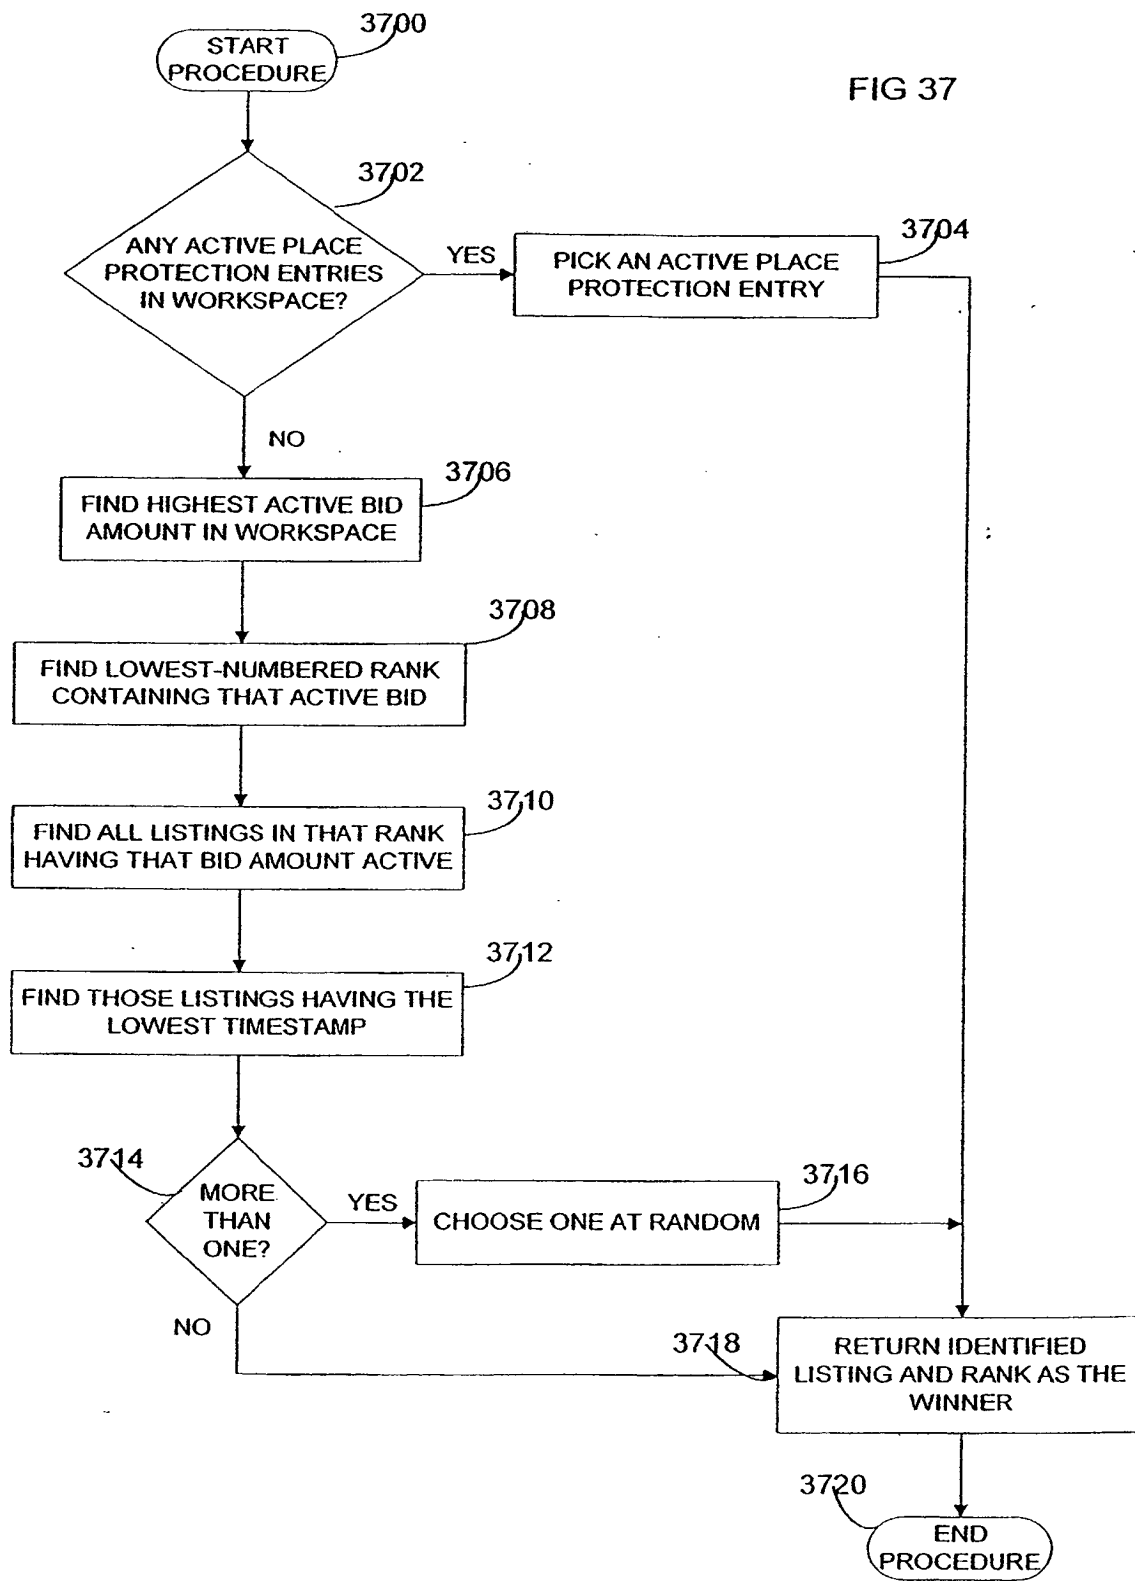 3700
START
PROCEDURE
FIG 37
3702
ANY ACTIVE PLACE
PROTECTION ENTRIES
IN WORKSPACE?
YES
3704
PICK AN ACTIVE PLACE
PROTECTION ENTRY
NO
3706
FIND HIGHEST ACTIVE BID
AMOUNT IN WORKSPACE
3708
FIND LOWEST-NUMBERED RANK
CONTAINING THAT ACTIVE BID
3710
FIND ALL LISTINGS IN THAT RANK
HAVING THAT BID AMOUNT ACTIVE
3712
FIND THOSE LISTINGS HAVING THE
LOWEST TIMESTAMP
3714
MORE
THAN
ONE?
YES
3716
CHOOSE ONE AT RANDOM
NO
3718
RETURN IDENTIFIED
LISTING AND RANK AS THE
WINNER
3720
END
PROCEDURE